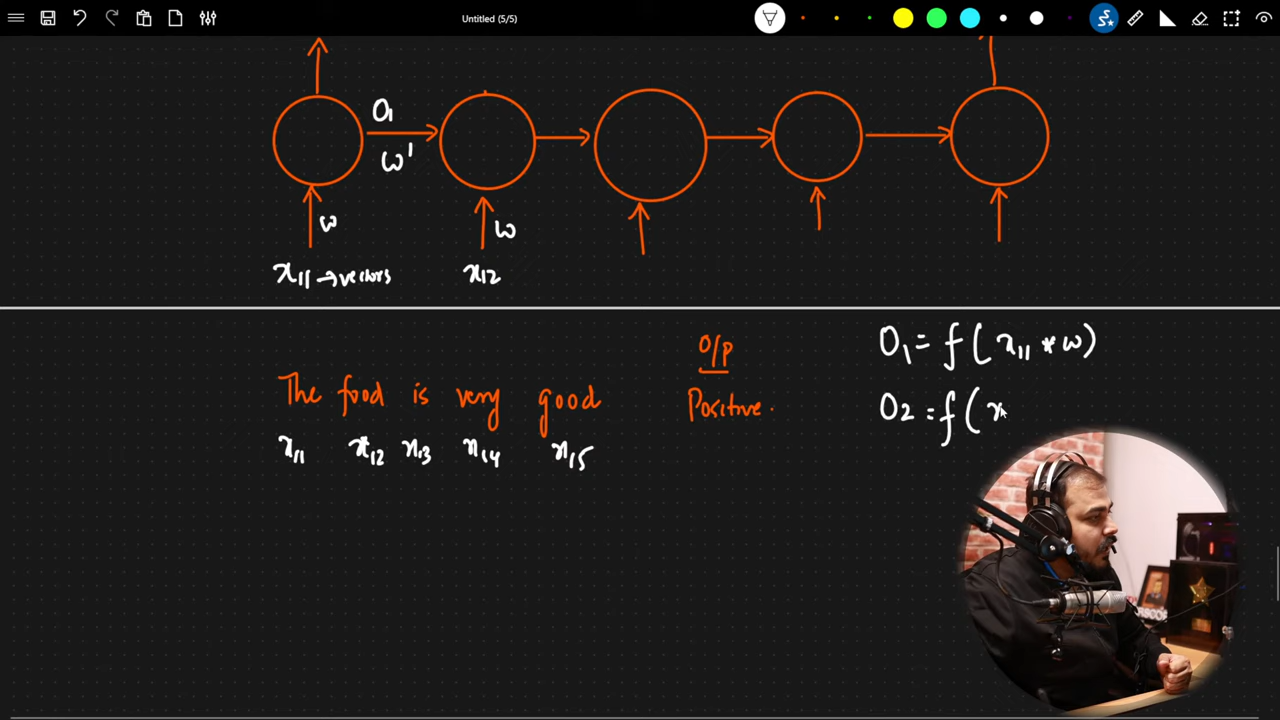 Untitled (5/5)
O1
w'
w
w
x11 → vectors
x12
The food is very good
x11 x12 x13 x14 x15
O/P
Positive.
O1 = f(x11 * w)
O2 = f(x